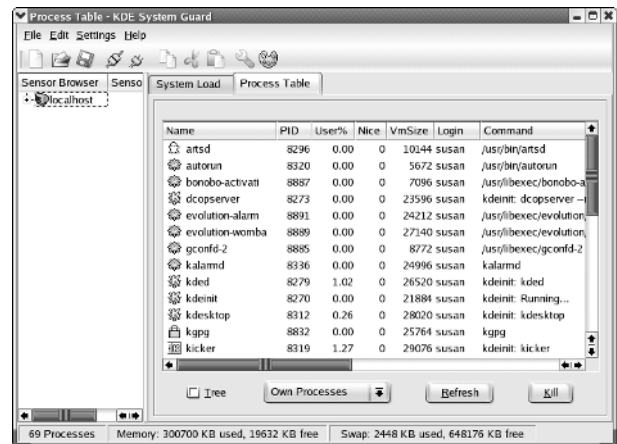 Process Table - KDE System Guard
File Edit Settings Help
Sensor Browser Senso
System Load Process Table
localhost
Name PID User% Nice VmSize Login Command
artsd 8296 0.00 0 10144 susan /usr/bin/artsd
autorun 8320 0.00 0 5672 susan /usr/bin/autorun
bonobo-activati 8887 0.00 0 7096 susan /usr/libexec/bonobo-a
dcopserver 8273 0.00 0 23596 susan kdeinit: dcopserver --
evolution-alarm 8891 0.00 0 24212 susan /usr/libexec/evolution
evolution-womba 8889 0.00 0 27140 susan /usr/libexec/evolution,
gconfd-2 8885 0.00 0 8772 susan /usr/libexec/gconfd-2
kalarmd 8336 0.00 0 24996 susan kalarmd
kded 8279 1.02 0 26520 susan kdeinit: kded
kdeinit 8270 0.00 0 21884 susan kdeinit: Running...
kdesktop 8312 0.26 0 28020 susan kdeinit: kdesktop
kgpg 8832 0.00 0 25764 susan kgpg
kicker 8319 1.27 0 29076 susan kdeinit: kicker
Tree Own Processes Refresh Kill
69 Processes Memory: 300700 KB used, 19632 KB free Swap: 2448 KB used, 648176 KB free